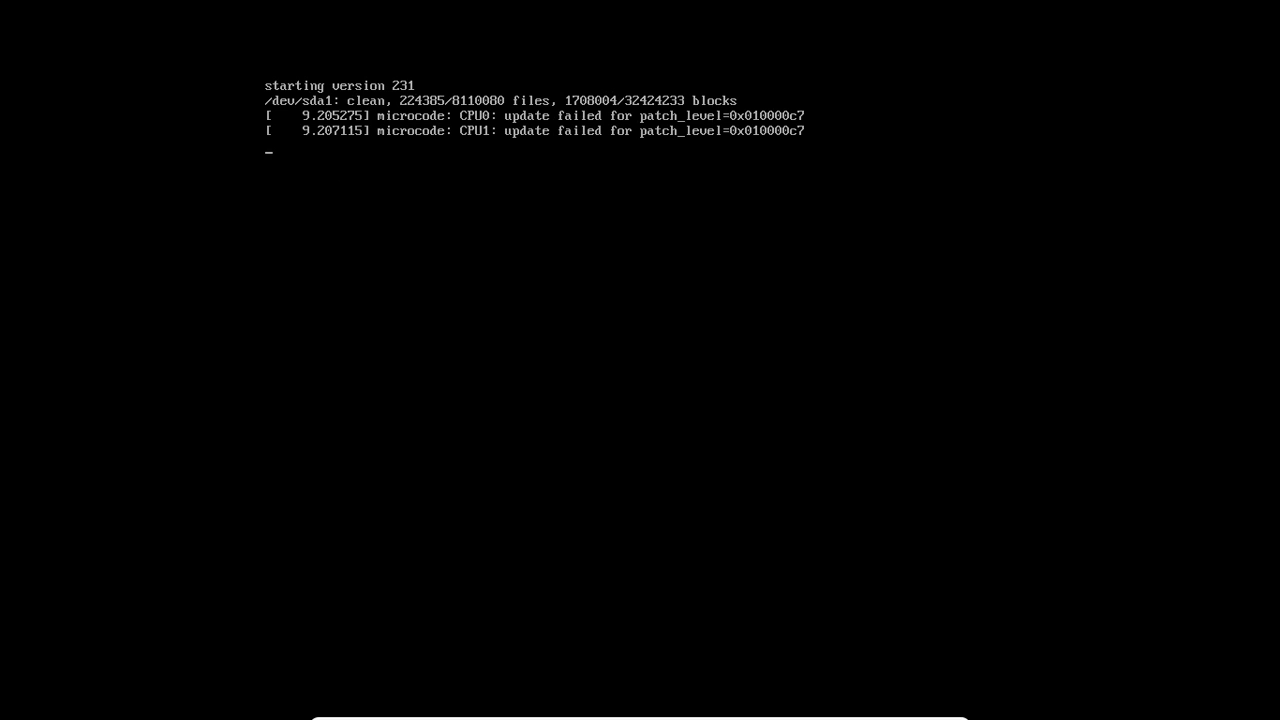 starting version 231
/dev/sda1: clean, 224385/8110080 files, 1708004/32424233 blocks
[    9.205275] microcode: CPU0: update failed for patch_level=0x010000c7
[    9.207115] microcode: CPU1: update failed for patch_level=0x010000c7
_